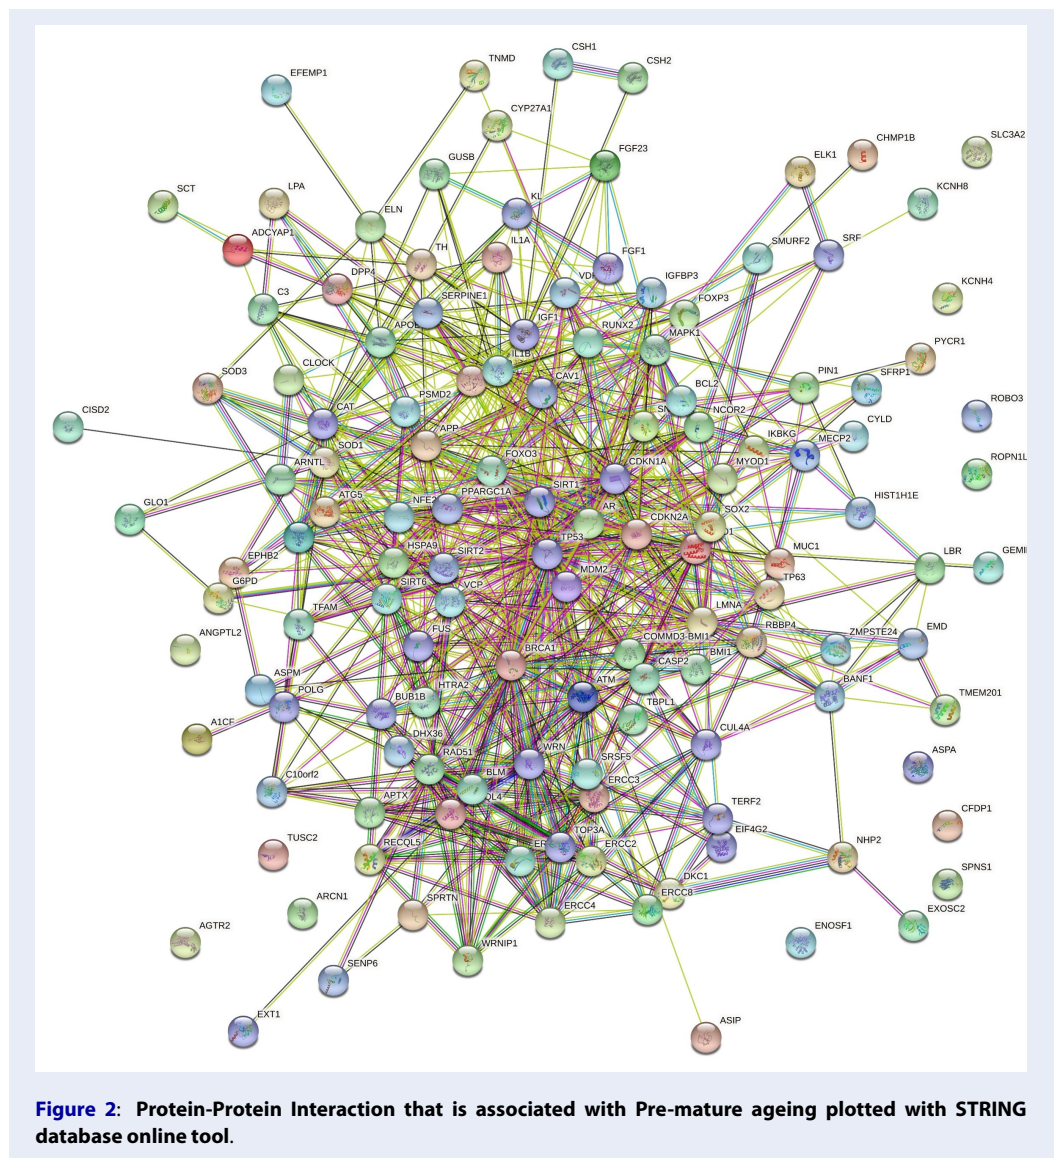 CSH1
CSH2
TNMD
EFEMP1
CYP27A1
SLC3A2
CHMP1B
FGF23
ELK1
GUSB
KCNH8
SCT
LPA
KL
ELN
ADCYAP1
IL1A
SMURF2
SRF
TH
FGF1
DPP4
VD
IGFBP3
KCNH4
C3
SERPINE1
FOXP3
IGF1
APOE
RUNX2
MAPK1
PYCR1
IL1B
CLOCK
PIN1
SFRP1
SOD3
CAV1
BCL2
ROBO3
CAT
PSMD2
CISD2
SN
NCOR2
CYLD
APP
IKBKG
MECP2
SOD1
ROPN1L
FOXO3
CDKN1A
MYOD1
ARNTL
SIRT1
PPARGC1A
ATG5
NFE2
HIST1H1E
GLO1
AR
CDKN2A
SOX2
01
TP53
HSPA9
SIRT2
MUC1
LBR
GEMI
EPHB2
G6PD
MDM2
TP63
SIRT6
VCP
TFAM
LMNA
FUS
RBBP4
ZMPSTE24
EMD
ANGPTL2
BRCA1
COMMD3-BMI1
BMI1
CASP2
ASPM
POLG
BUB1B
HTRA2
ATM
BANF1
TMEM201
TBPL1
A1CF
DHX36
CUL4A
RAD51
WRN
ASPA
C10orf2
BLM
SRSF5
ERCC3
APTX
OL4
TERF2
CFDP1
EIF4G2
TUSC2
RECQL5
ER
TOP3A
ERCC2
NHP2
SPNS1
DKC1
ERCC8
ARCN1
SPRTN
ERCC4
EXOSC2
AGTR2
ENOSF1
WRNIP1
SENP6
EXT1
ASIP
Figure 2: Protein-Protein Interaction that is associated with Pre-mature ageing plotted with STRING
database online tool.